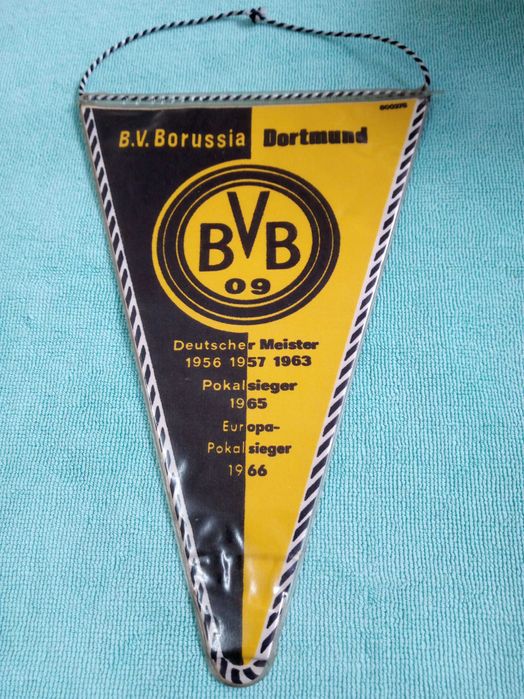 B.V. Borussia Dortmund
BVB
09
Deutscher Meister
1956 1957 1963
Pokalsieger
1965
Europa-
Pokalsieger
1966